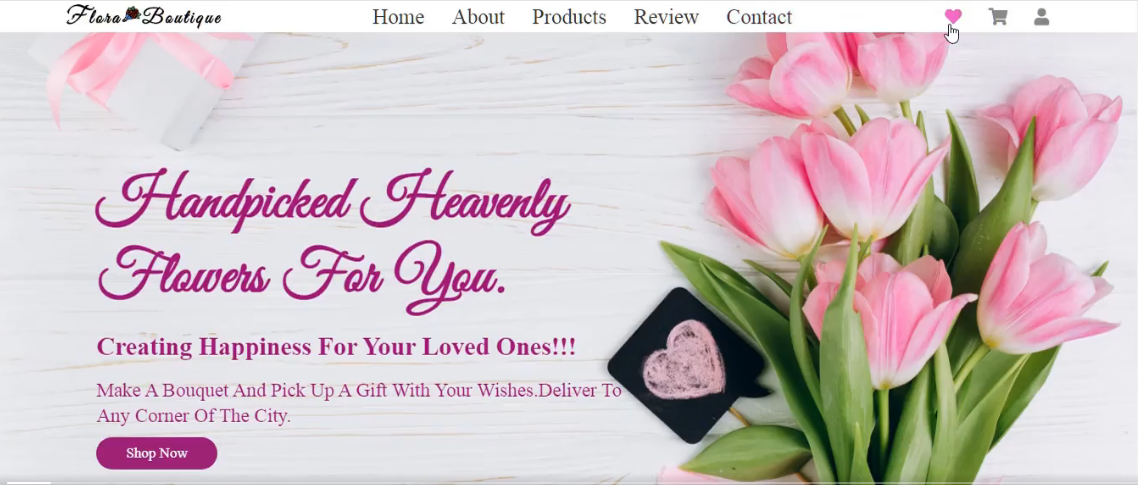 Flora Boutique
Home About Products Review Contact
Handpicked Heavenly
Flowers For You.
Creating Happiness For Your Loved Ones!!!
Make A Bouquet And Pick Up A Gift With Your Wishes.Deliver To
Any Corner Of The City.
Shop Now